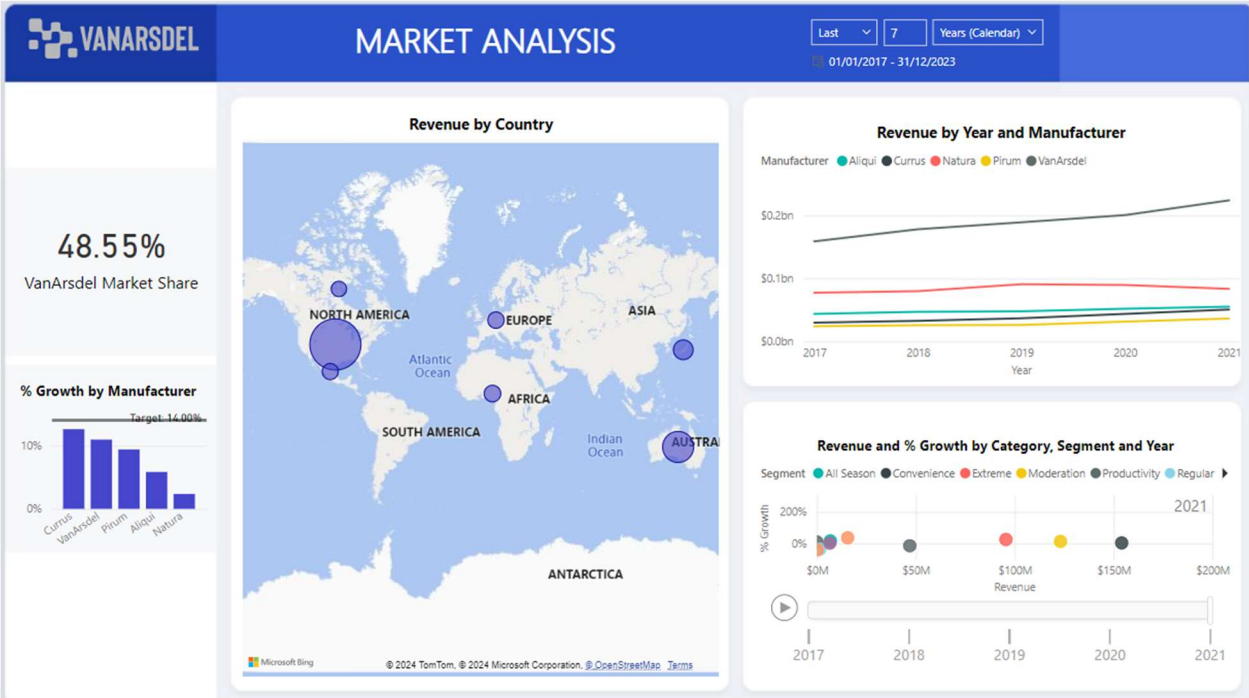 VANARSDEL
MARKET ANALYSIS
Last
7
Years (Calendar)
01/01/2017 - 31/12/2023
48.55%
VanArsdel Market Share
% Growth by Manufacturer
Target: 14.00%
10%
0%
Currus
VanArsdel
Pirum
Aliqui
Natura
Revenue by Country
NORTH AMERICA
EUROPE
ASIA
Atlantic
Ocean
AFRICA
SOUTH AMERICA
Indian
Ocean
AUSTRA
ANTARCTICA
Microsoft Bing
© 2024 TomTom, © 2024 Microsoft Corporation, © OpenStreetMap Terms
Revenue by Year and Manufacturer
Manufacturer Aliqui Currus Natura Pirum VanArsdel
$0.2bn
$0.1bn
$0.0bn
2017 2018 2019 2020 2021
Year
Revenue and % Growth by Category, Segment and Year
Segment All Season Convenience Extreme Moderation Productivity Regular
2021
% Growth
200%
0%
$0M $50M $100M $150M $200M
Revenue
2017 2018 2019 2020 2021